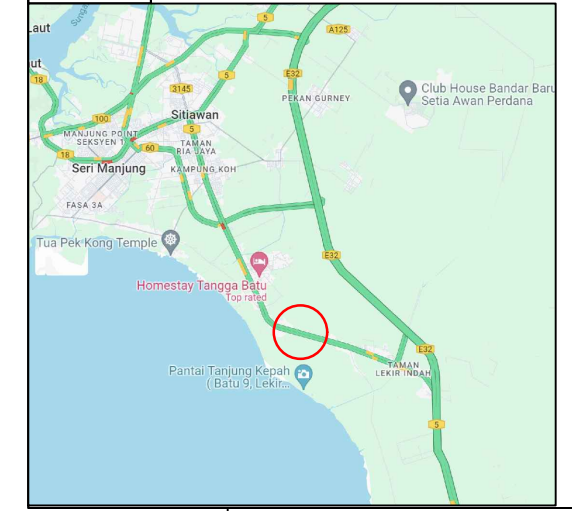 Laut
Sunga
5
A125
ut
E32
18
5
Club House Bandar Baru
Setia Awan Perdana
3145
PEKAN GURNEY
100
Sitiawan
5
MANJUNG POINT
SEKSYEN 1
TAMAN
RIA JAYA
60
18
Seri Manjung
KAMPUNG KOH
FASA 3A
Tua Pek Kong Temple
E32
Homestay Tangga Batu
Top rated
E32
Pantai Tanjung Kepah
( Batu 9, Lekir...
TAMAN
LEKIR INDAH
5